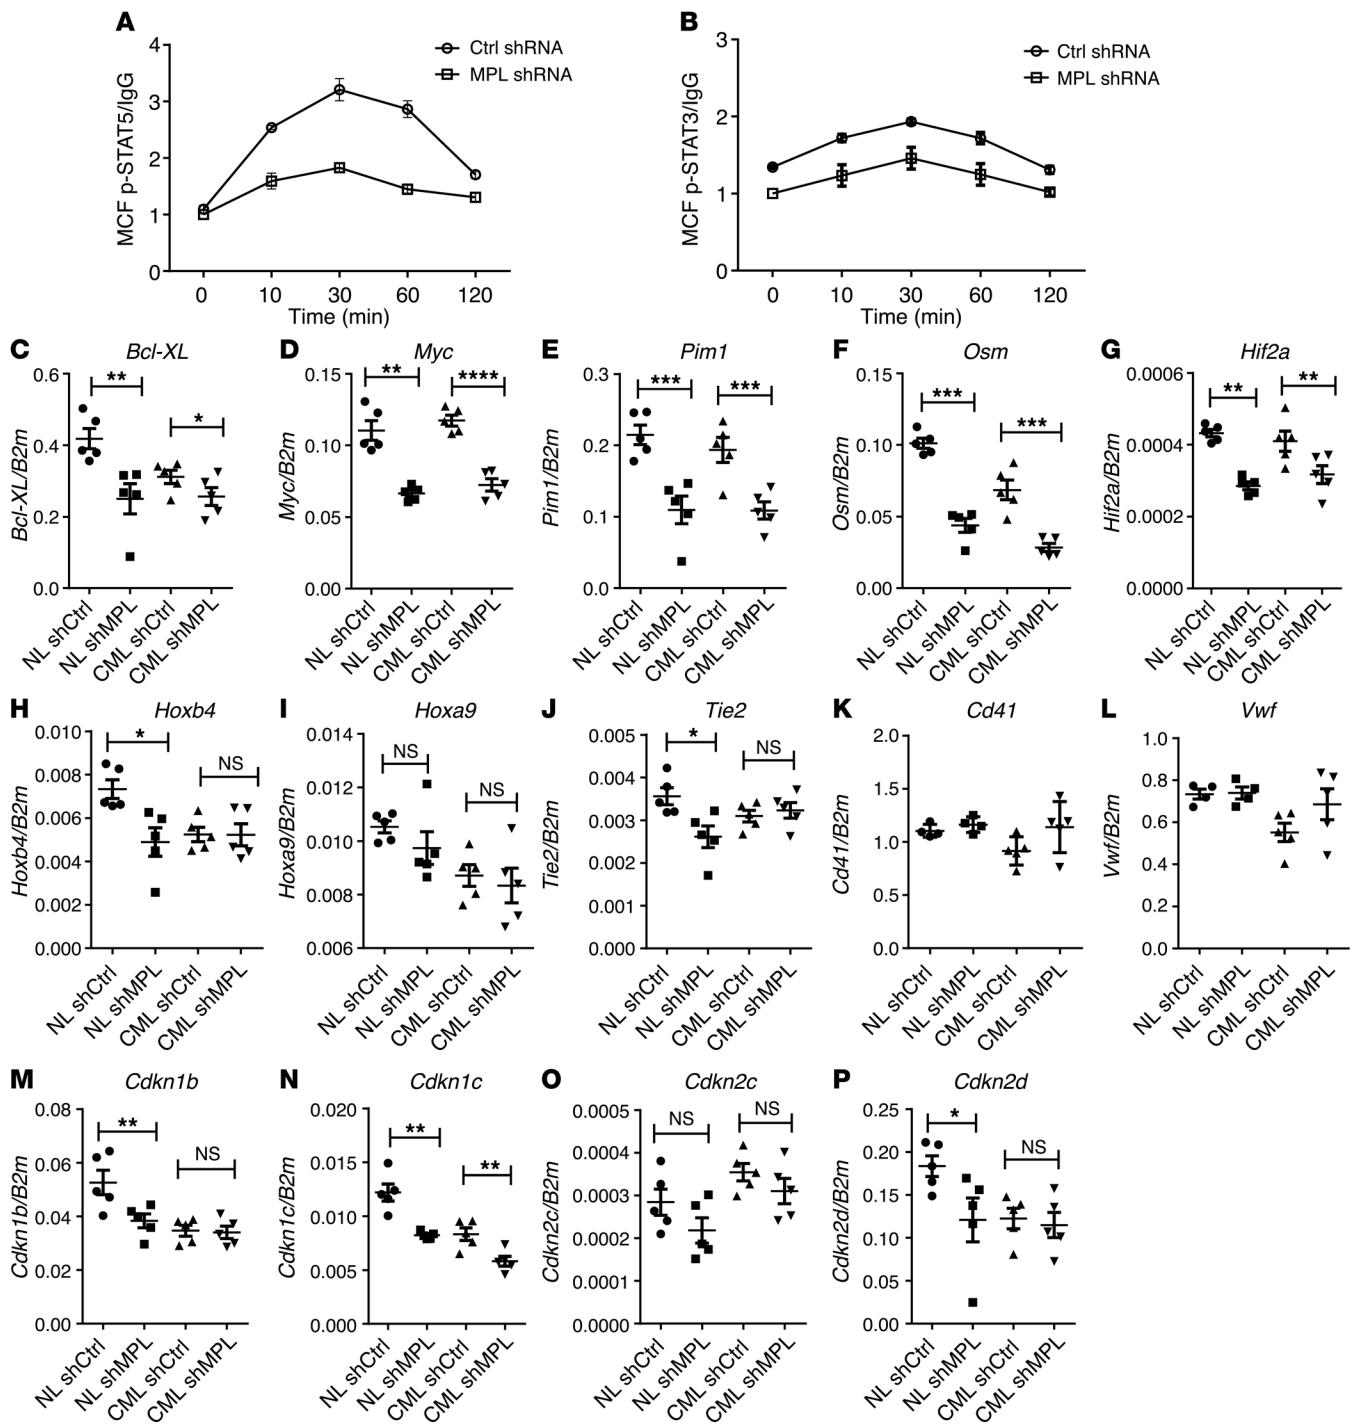 A
MCF p-STAT5/IgG
4
3
2
1
0
0 10 30 60 120
Time (min)
Ctrl shRNA
MPL shRNA
B
MCF p-STAT3/IgG
3
2
1
0
0 10 30 60 120
Time (min)
Ctrl shRNA
MPL shRNA
C
Bcl-XL
Bcl-XL/B2m
0.6
0.4
0.2
0.0
**
*
NL shCtrl
NL shMPL
CML shCtrl
CML shMPL
D
Myc
Myc/B2m
0.15
0.10
0.05
0.00
**
****
NL shCtrl
NL shMPL
CML shCtrl
CML shMPL
E
Pim1
Pim1/B2m
0.3
0.2
0.1
0.0
***
***
NL shCtrl
NL shMPL
CML shCtrl
CML shMPL
F
Osm
Osm/B2m
0.15
0.10
0.05
0.00
***
***
NL shCtrl
NL shMPL
CML shCtrl
CML shMPL
G
Hif2a
Hif2a/B2m
0.0006
0.0004
0.0002
0.0000
**
**
NL shCtrl
NL shMPL
CML shCtrl
CML shMPL
H
Hoxb4
Hoxb4/B2m
0.010
0.008
0.006
0.004
0.002
0.000
*
NS
NL shCtrl
NL shMPL
CML shCtrl
CML shMPL
I
Hoxa9
Hoxa9/B2m
0.014
0.012
0.010
0.008
0.006
NS
NS
NL shCtrl
NL shMPL
CML shCtrl
CML shMPL
J
Tie2
Tie2/B2m
0.005
0.004
0.003
0.002
0.001
0.000
*
NS
NL shCtrl
NL shMPL
CML shCtrl
CML shMPL
K
Cd41
Cd41/B2m
2.0
1.5
1.0
0.5
0.0
NL shCtrl
NL shMPL
CML shCtrl
CML shMPL
L
Vwf
Vwf/B2m
1.0
0.8
0.6
0.4
0.2
0.0
NL shCtrl
NL shMPL
CML shCtrl
CML shMPL
M
Cdkn1b
Cdkn1b/B2m
0.08
0.06
0.04
0.02
0.00
**
NS
NL shCtrl
NL shMPL
CML shCtrl
CML shMPL
N
Cdkn1c
Cdkn1c/B2m
0.020
0.015
0.010
0.005
0.000
**
**
NL shCtrl
NL shMPL
CML shCtrl
CML shMPL
O
Cdkn2c
Cdkn2c/B2m
0.0005
0.0004
0.0003
0.0002
0.0001
0.0000
NS
NS
NL shCtrl
NL shMPL
CML shCtrl
CML shMPL
P
Cdkn2d
Cdkn2d/B2m
0.25
0.20
0.15
0.10
0.05
0.00
*
NS
NL shCtrl
NL shMPL
CML shCtrl
CML shMPL